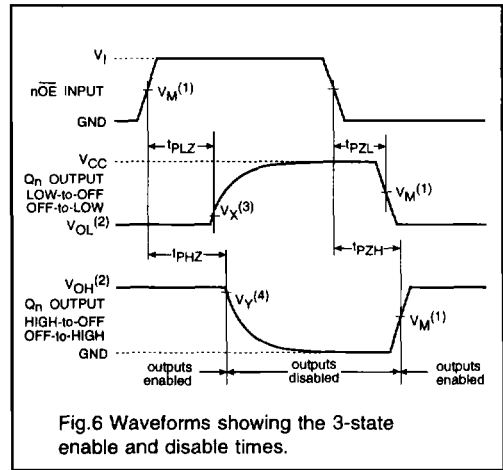 V_I
nOE INPUT
V_M(1)
GND
t_PLZ
t_PZL
V_CC
Q_n OUTPUT
LOW-to-OFF
OFF-to-LOW
V_M(1)
V_X(3)
V_OL(2)
t_PHZ
t_PZH
V_OH(2)
V_Y(4)
Q_n OUTPUT
HIGH-to-OFF
OFF-to-HIGH
V_M(1)
GND
outputs enabled
outputs disabled
outputs enabled
Fig.6 Waveforms showing the 3-state
enable and disable times.